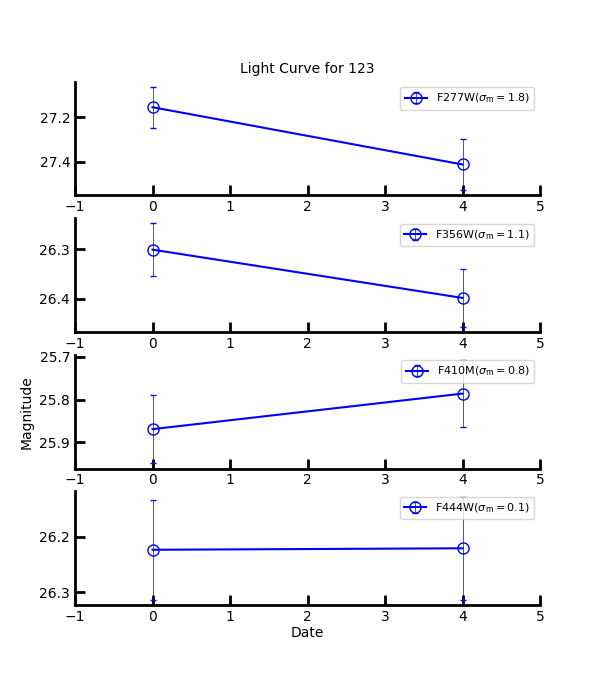 Light Curve for 123
F277W(σm = 1.8)
27.2
27.4
−1 0 1 2 3 4 5
F356W(σm = 1.1)
26.3
26.4
−1 0 1 2 3 4 5
25.7
F410M(σm = 0.8)
25.8
25.9
−1 0 1 2 3 4 5
Magnitude
F444W(σm = 0.1)
26.2
26.3
−1 0 1 2 3 4 5
Date